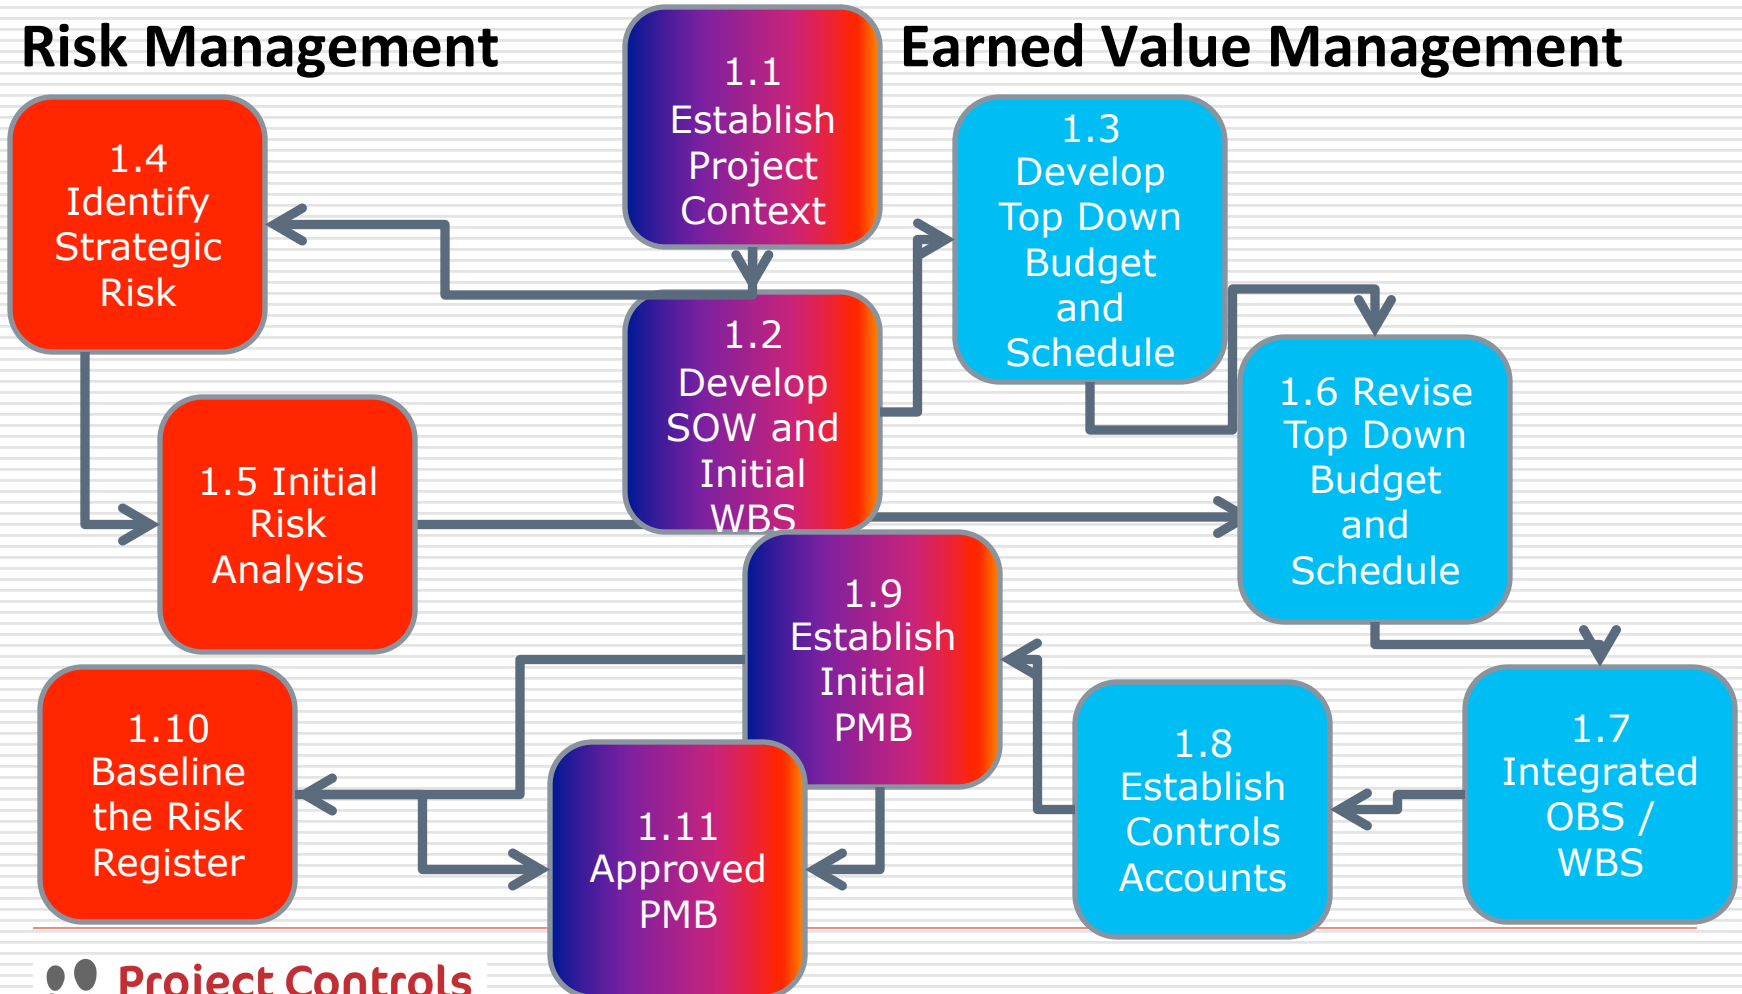 Risk Management
Earned Value Management
1.1
Establish
Project
Context
1.2
Develop
SOW and
Initial
WBS
1.3
Develop
Top Down
Budget
and
Schedule
1.4
Identify
Strategic
Risk
1.5 Initial
Risk
Analysis
1.6 Revise
Top Down
Budget
and
Schedule
1.7
Integrated
OBS /
WBS
1.8
Establish
Controls
Accounts
1.9
Establish
Initial
PMB
1.10
Baseline
the Risk
Register
1.11
Approved
PMB
Project Controls